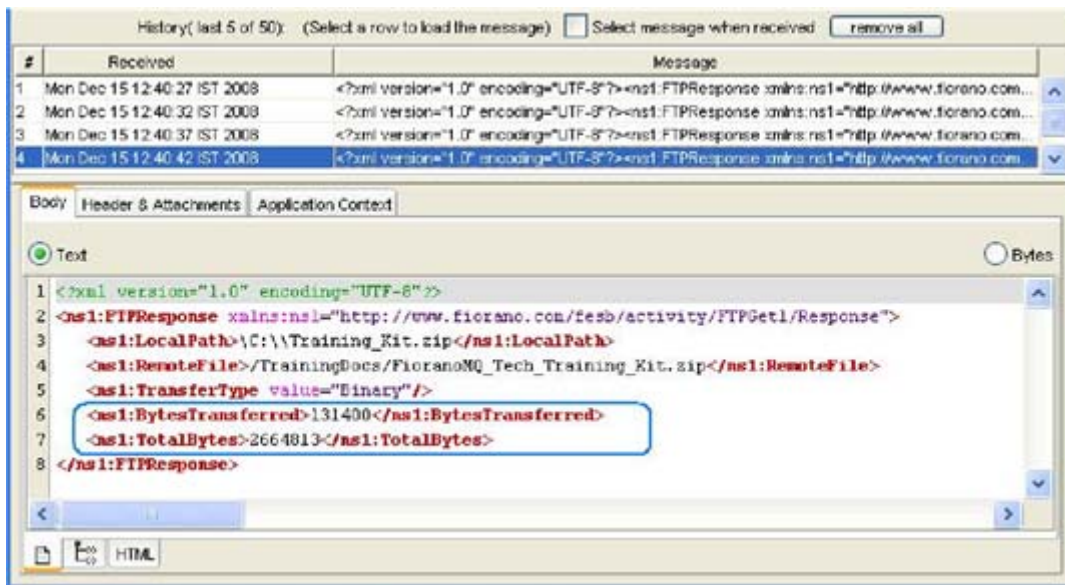 History( last 5 of 50): (Select a row to load the message) Select message when received remove all
# Received Message
1 Mon Dec 15 12:40:27 IST 2008 <?xml version="1.0" encoding="UTF-8"?><ns1:FTPResponse xmlns:ns1="http://www.fiorano.com...
2 Mon Dec 15 12:40:32 IST 2008 <?xml version="1.0" encoding="UTF-8"?><ns1:FTPResponse xmlns:ns1="http://www.fiorano.com...
3 Mon Dec 15 12:40:37 IST 2008 <?xml version="1.0" encoding="UTF-8"?><ns1:FTPResponse xmlns:ns1="http://www.fiorano.com...
4 Mon Dec 15 12:40:42 IST 2008 <?xml version="1.0" encoding="UTF-8"?><ns1:FTPResponse xmlns:ns1="http://www.fiorano.com...
Body Header & Attachments Application Context
Text Bytes
1 <?xml version="1.0" encoding="UTF-8"?>
2 <ns1:FTPResponse xmlns:ns1="http://www.fiorano.com/fesb/activity/FTPGet1/Response">
3 <ns1:LocalPath>\C:\\Training_Kit.zip</ns1:LocalPath>
4 <ns1:RemoteFile>/TrainingDocs/FioranoMQ_Tech_Training_Kit.zip</ns1:RemoteFile>
5 <ns1:TransferType value="Binary"/>
6 <ns1:BytesTransferred>131400</ns1:BytesTransferred>
7 <ns1:TotalBytes>2664813</ns1:TotalBytes>
8 </ns1:FTPResponse>
HTML